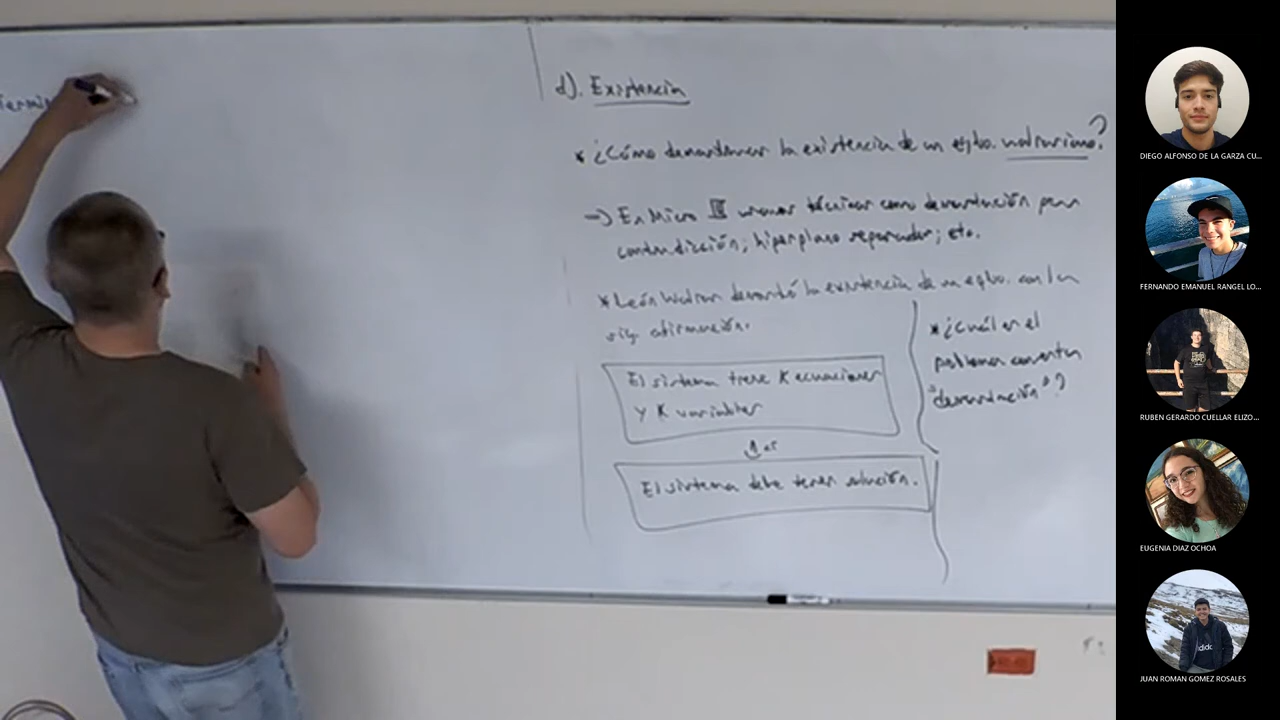 d). Existencia
* ¿Cómo demostramos la existencia de un eqbo. walrasiano?
→ En Micro III usamos técnicas como demostración por
contradicción; hiperplano separador; etc.
* León Walras demostró la existencia de un eqbo. con la
sig. afirmación.
El sistema tiene K ecuaciones
Y K variables
El sistema debe tener solución.
* ¿Cuál es el
problema con esta
"demostración"?
DIEGO ALFONSO DE LA GARZA CU...
FERNANDO EMANUEL RANGEL LO...
RUBEN GERARDO CUELLAR ELIZO...
EUGENIA DIAZ OCHOA
JUAN ROMAN GOMEZ ROSALES